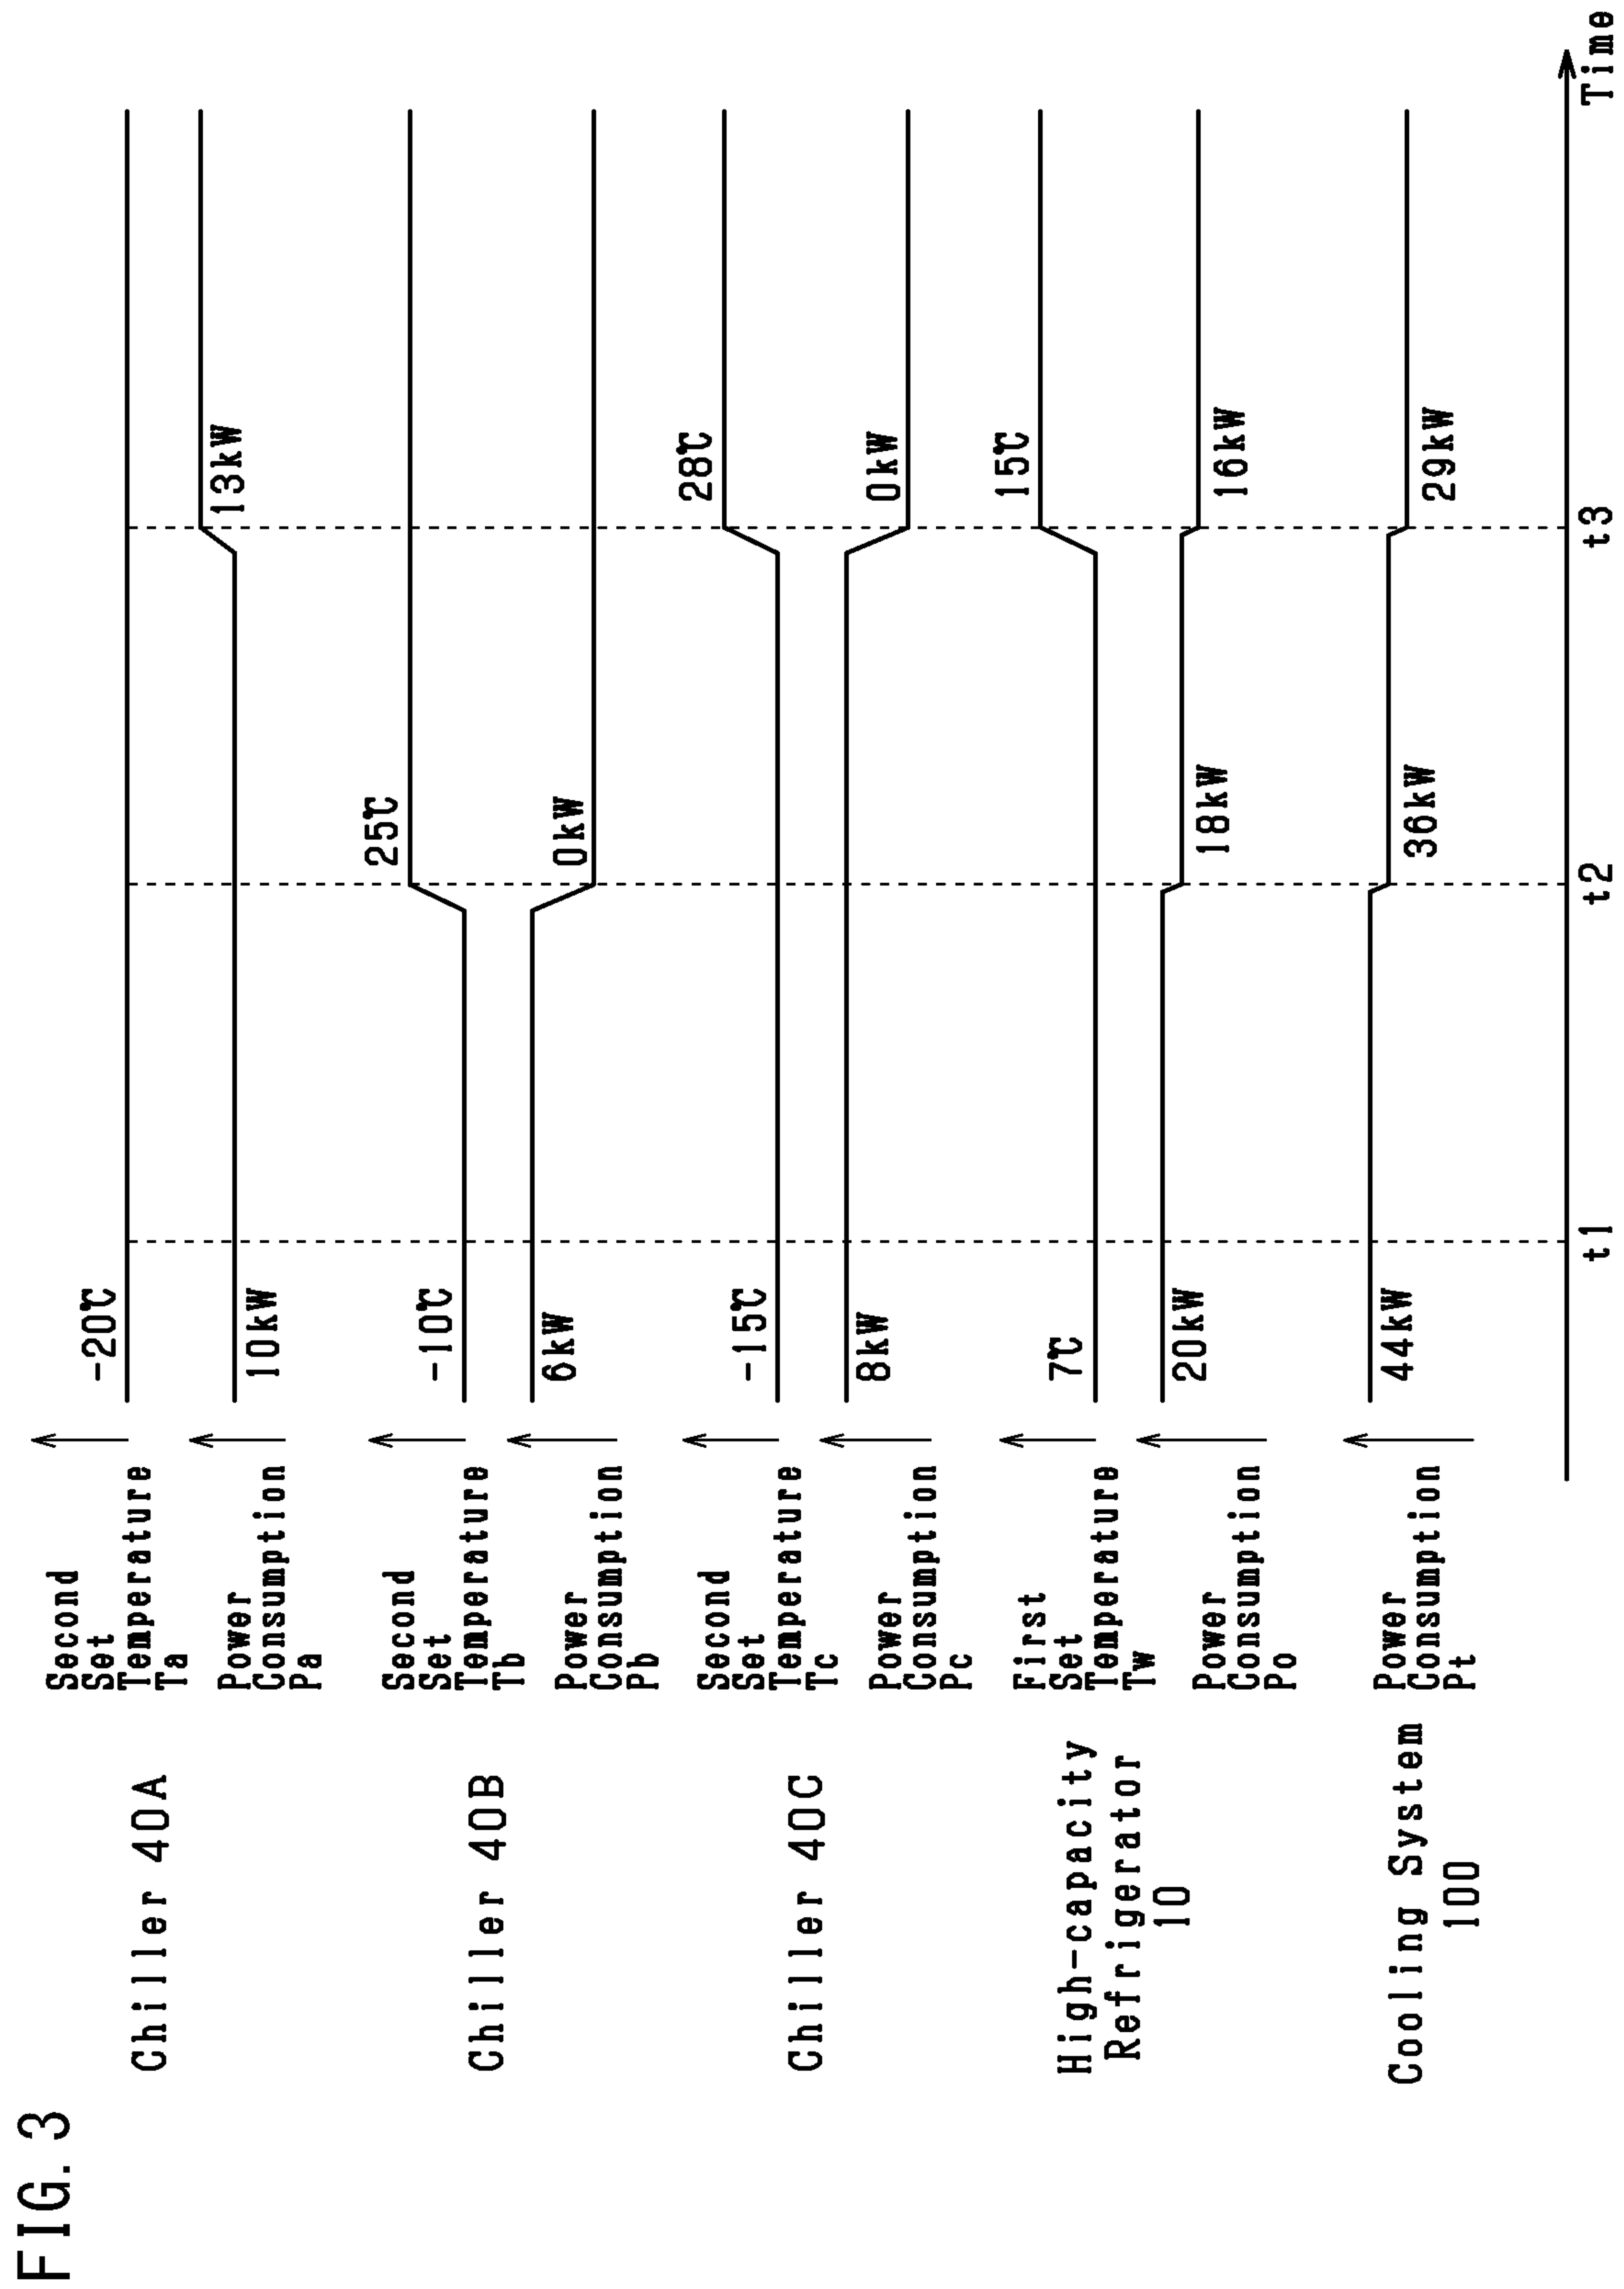 FIG. 3
Chiller 40A
Second
Set
Temperature
Ta
-20℃
Power
Consumption
Pa
10kW
13kW
Chiller 40B
Second
Set
Temperature
Tb
-10℃
25℃
Power
Consumption
Pb
6kW
0kW
Chiller 40C
Second
Set
Temperature
Tc
-15℃
28℃
Power
Consumption
Pc
8kW
0kW
High-capacity
Refrigerator
10
First
Set
Temperature
Tw
7℃
15℃
Power
Consumption
Po
20kW
18kW
16kW
Cooling System
100
Power
Consumption
Pt
44kW
36kW
29kW
t1
t2
t3
Time